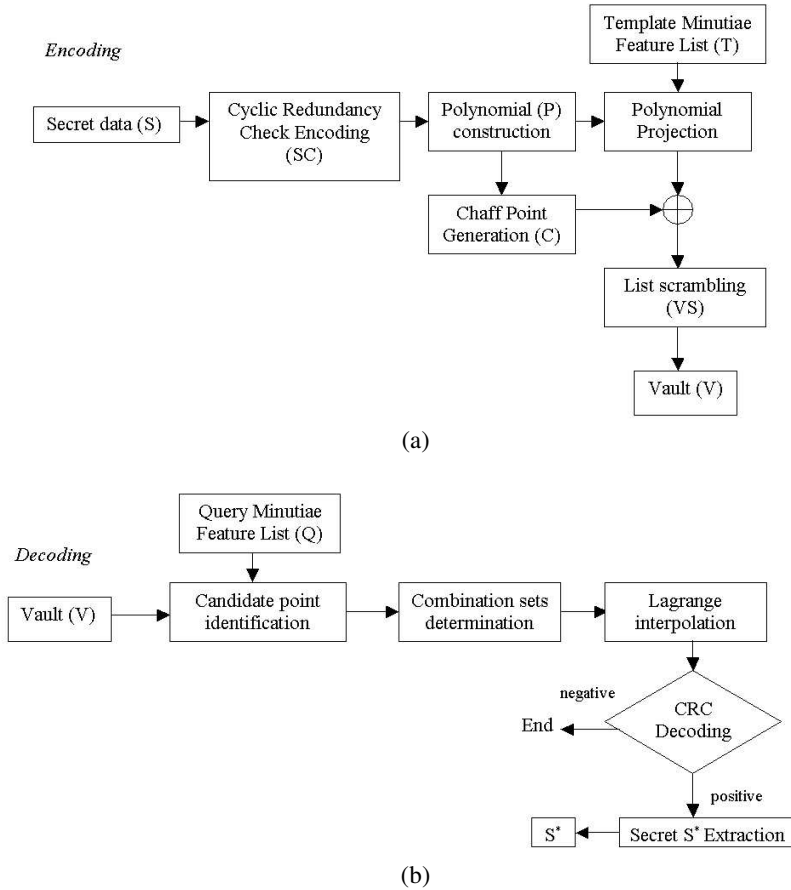 Encoding
Template Minutiae
Feature List (T)
Secret data (S)
Cyclic Redundancy
Check Encoding
(SC)
Polynomial (P)
construction
Polynomial
Projection
Chaff Point
Generation (C)
List scrambling
(VS)
Vault (V)
(a)
Decoding
Query Minutiae
Feature List (Q)
Vault (V)
Candidate point
identification
Combination sets
determination
Lagrange
interpolation
negative
CRC
Decoding
End
positive
S*
Secret S* Extraction
(b)